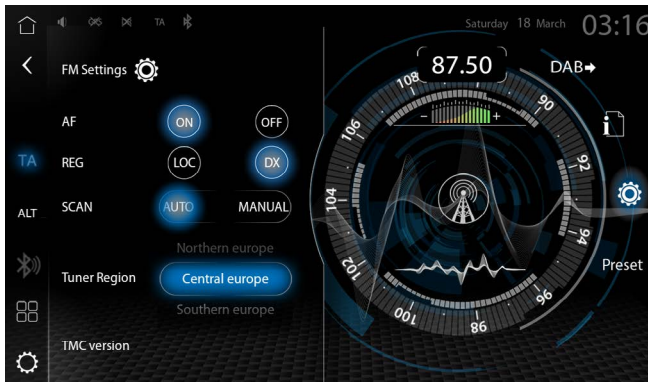 TA
Saturday 18 March 03:16
FM Settings
87.50
DAB
AF ON OFF
TA
REG LOC DX
ALT
SCAN AUTO MANUAL
Northern europe
Tuner Region Central europe
Southern europe
TMC version
108
90
92
94
96
98
100
102
104
106
- +
i
Preset